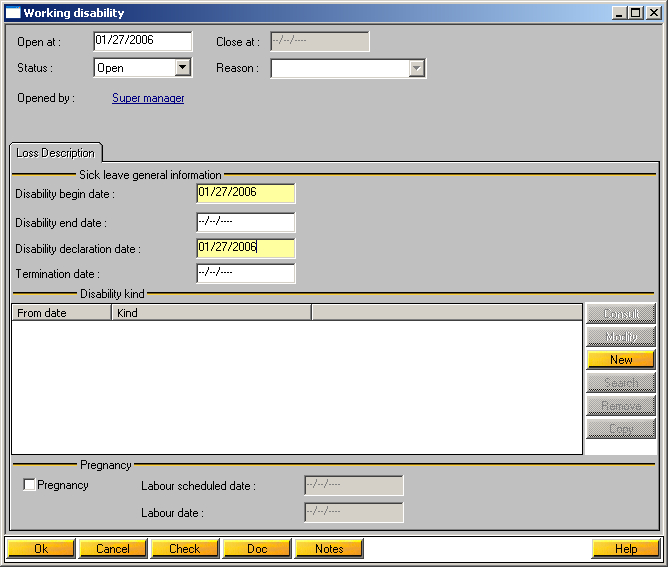 Working disability
Open at : 01/27/2006 Close at : --/--/----
Status : Open Reason :
Opened by : Super manager
Loss Description
Sick leave general information
Disability begin date : 01/27/2006
Disability end date : --/--/----
Disability declaration date : 01/27/2006
Termination date : --/--/----
Disability kind
From date Kind
Consult
Modify
New
Search
Remove
Copy
Pregnancy
Pregnancy Labour scheduled date : --/--/----
Labour date : --/--/----
Ok Cancel Check Doc Notes Help